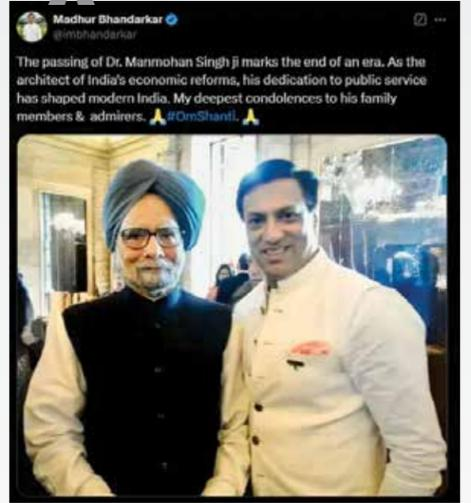 Madhur Bhandarkar
@imbhandarkar
The passing of Dr. Manmohan Singh ji marks the end of an era. As the
architect of India's economic reforms, his dedication to public service
has shaped modern India. My deepest condolences to his family
members & admirers. 🙏#OmShanti. 🙏